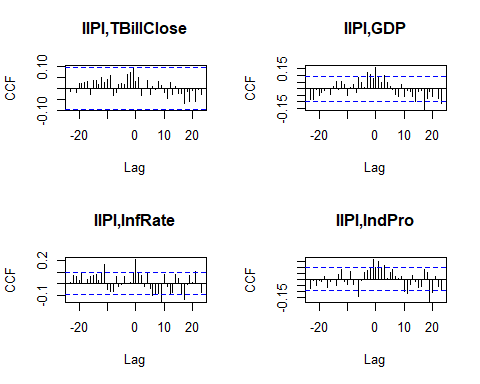 IIPI,TBillClose
CCF
-0.10 0.10
-20 0 10 20
Lag
IIPI,GDP
CCF
-0.15 0.15
-20 0 10 20
Lag
IIPI,InfRate
CCF
-0.1 0.2
-20 0 10 20
Lag
IIPI,IndPro
CCF
-0.15
-20 0 10 20
Lag